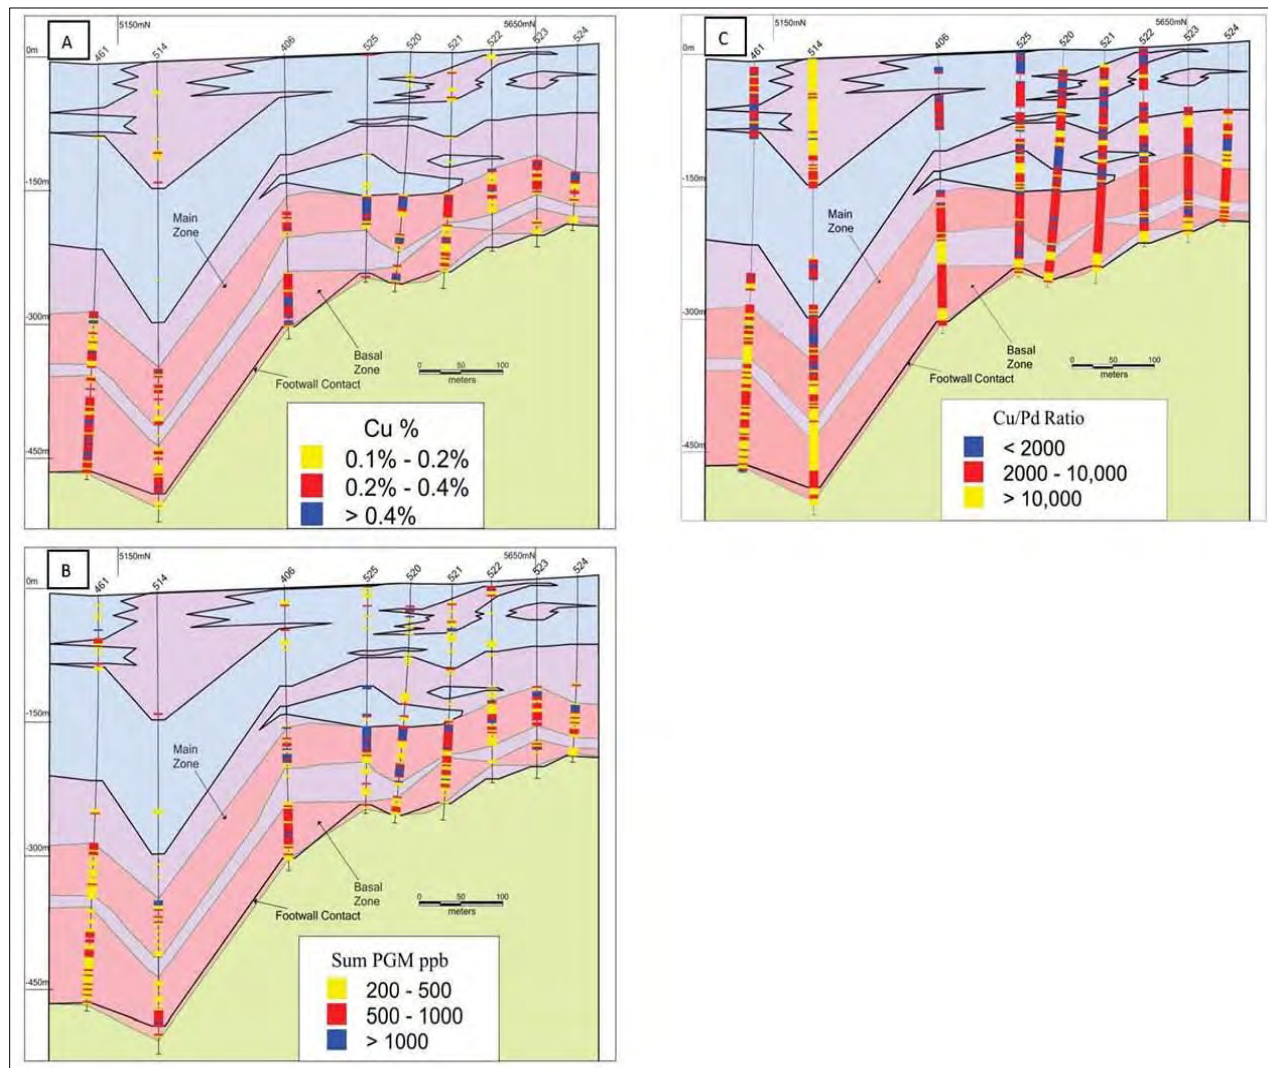 A
5150mN
5650mN
461
514
406
525
520
521
522
523
524
0m
-150m
-300m
-450m
Main
Zone
Basal
Zone
Footwall Contact
0 50 100
meters
Cu %
0.1% - 0.2%
0.2% - 0.4%
> 0.4%
C
5150mN
5650mN
461
514
406
525
520
521
522
523
524
0m
-150m
-300m
-450m
Main
Zone
Basal
Zone
Footwall Contact
0 50 100
meters
Cu/Pd Ratio
< 2000
2000 - 10,000
> 10,000
B
5150mN
5650mN
461
514
406
525
520
521
522
523
524
0m
-150m
-300m
-450m
Main
Zone
Basal
Zone
Footwall Contact
0 50 100
meters
Sum PGM ppb
200 - 500
500 - 1000
> 1000